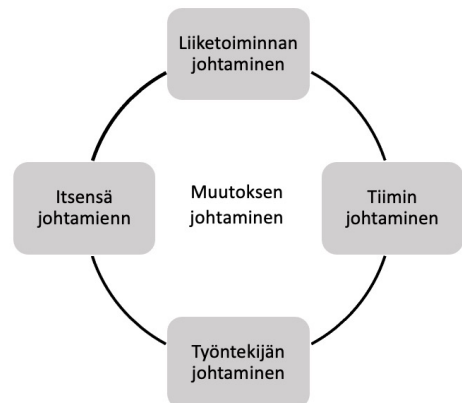 Liiketoiminnan
johtaminen
Itsensä
johtamienn
Muutoksen
johtaminen
Tiimin
johtaminen
Työntekijän
johtaminen